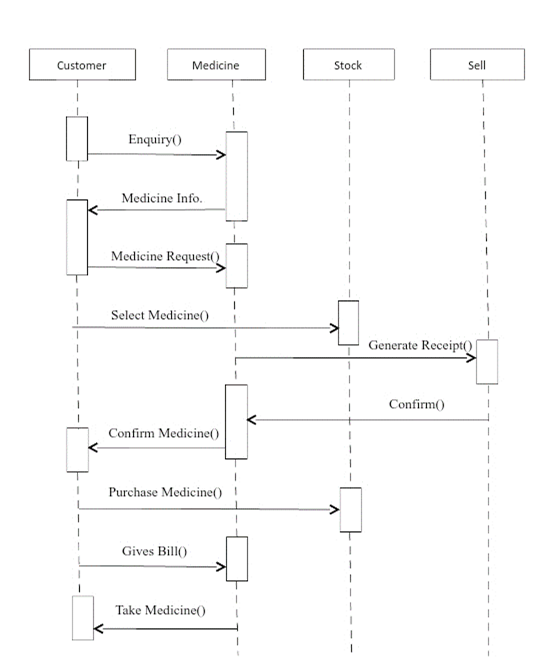 Customer
Medicine
Stock
Sell
Enquiry()
Medicine Info.
Medicine Request()
Select Medicine()
Generate Receipt()
Confirm()
Confirm Medicine()
Purchase Medicine()
Gives Bill()
Take Medicine()